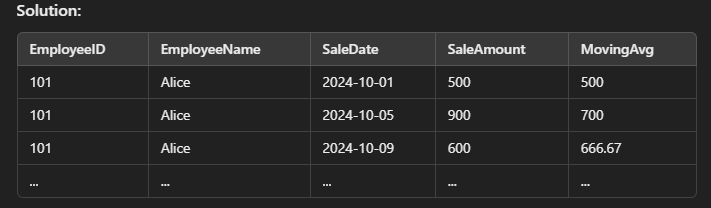 Solution:
EmployeeID EmployeeName SaleDate SaleAmount MovingAvg
101 Alice 2024-10-01 500 500
101 Alice 2024-10-05 900 700
101 Alice 2024-10-09 600 666.67
... ... ... ... ...